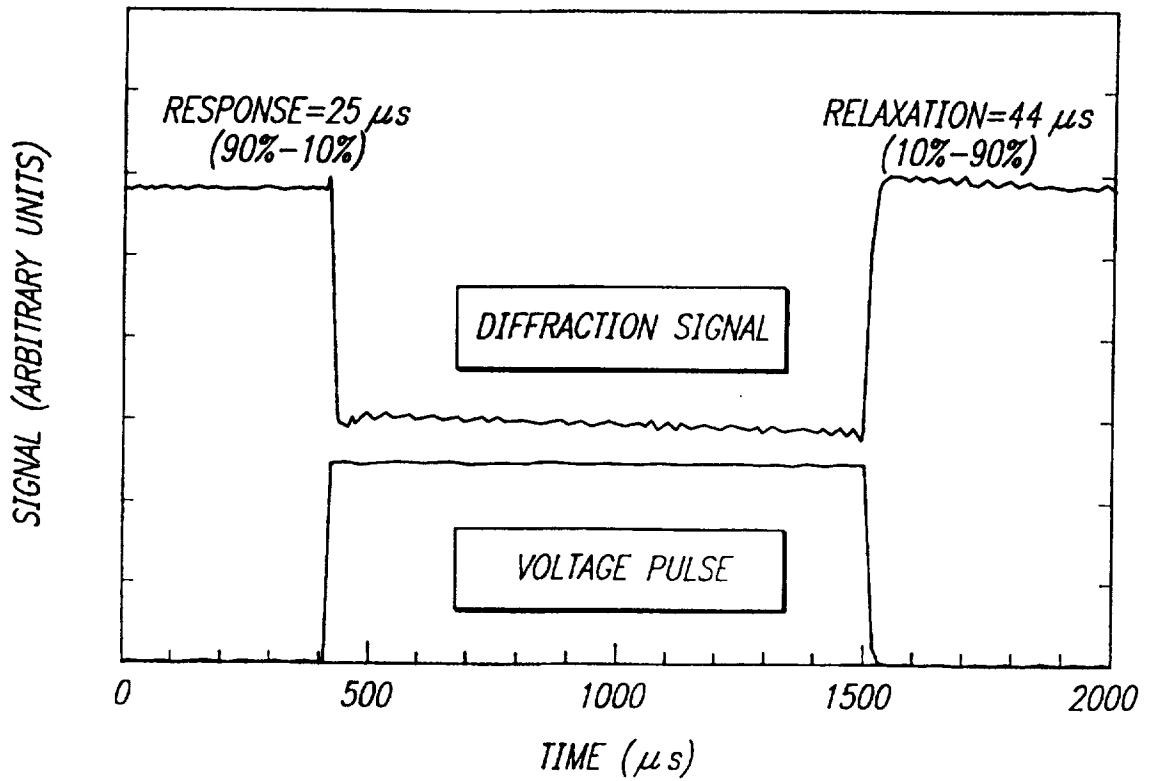 RESPONSE=25 μs
(90%-10%)
RELAXATION=44 μs
(10%-90%)
SIGNAL (ARBITRARY UNITS)
DIFFRACTION SIGNAL
VOLTAGE PULSE
0 500 1000 1500 2000
TIME (μs)